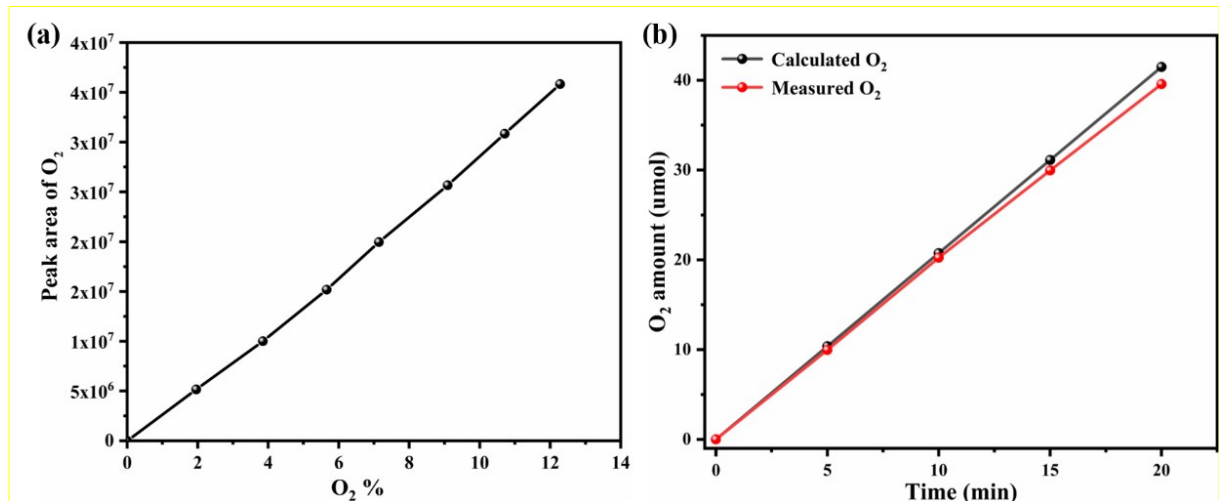 (a)
4x10⁷
4x10⁷
3x10⁷
3x10⁷
2x10⁷
2x10⁷
1x10⁷
5x10⁶
0
Peak area of O₂
0 2 4 6 8 10 12 14
O₂ %
(b)
Calculated O₂
Measured O₂
40
30
20
10
0
O₂ amount (umol)
0 5 10 15 20
Time (min)